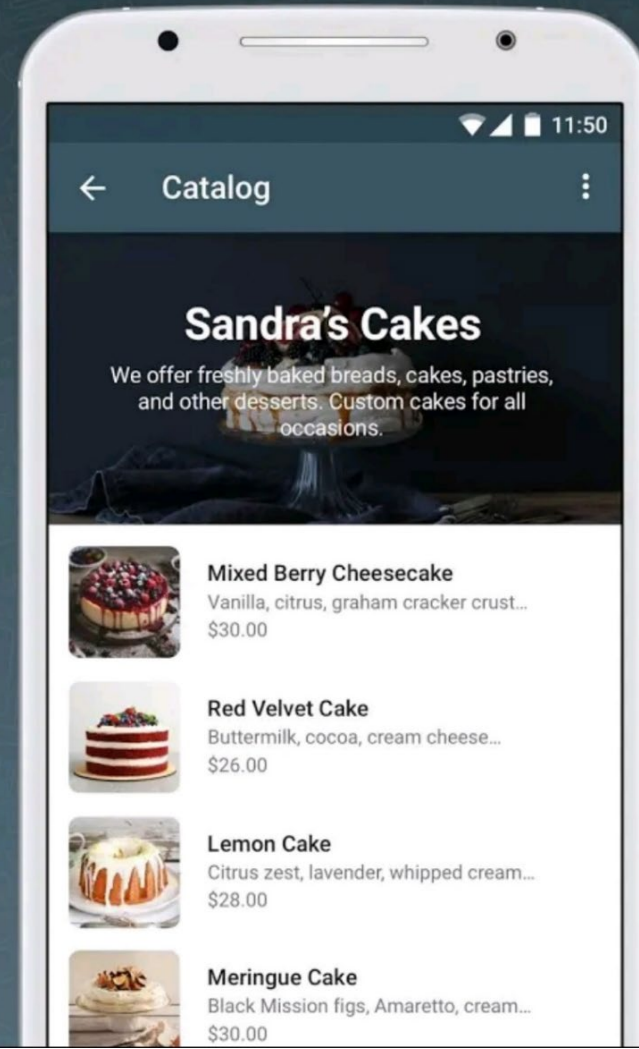 11:50
Catalog
Sandra's Cakes
We offer freshly baked breads, cakes, pastries,
and other desserts. Custom cakes for all
occasions.
Mixed Berry Cheesecake
Vanilla, citrus, graham cracker crust...
$30.00
Red Velvet Cake
Buttermilk, cocoa, cream cheese...
$26.00
Lemon Cake
Citrus zest, lavender, whipped cream...
$28.00
Meringue Cake
Black Mission figs, Amaretto, cream...
$30.00